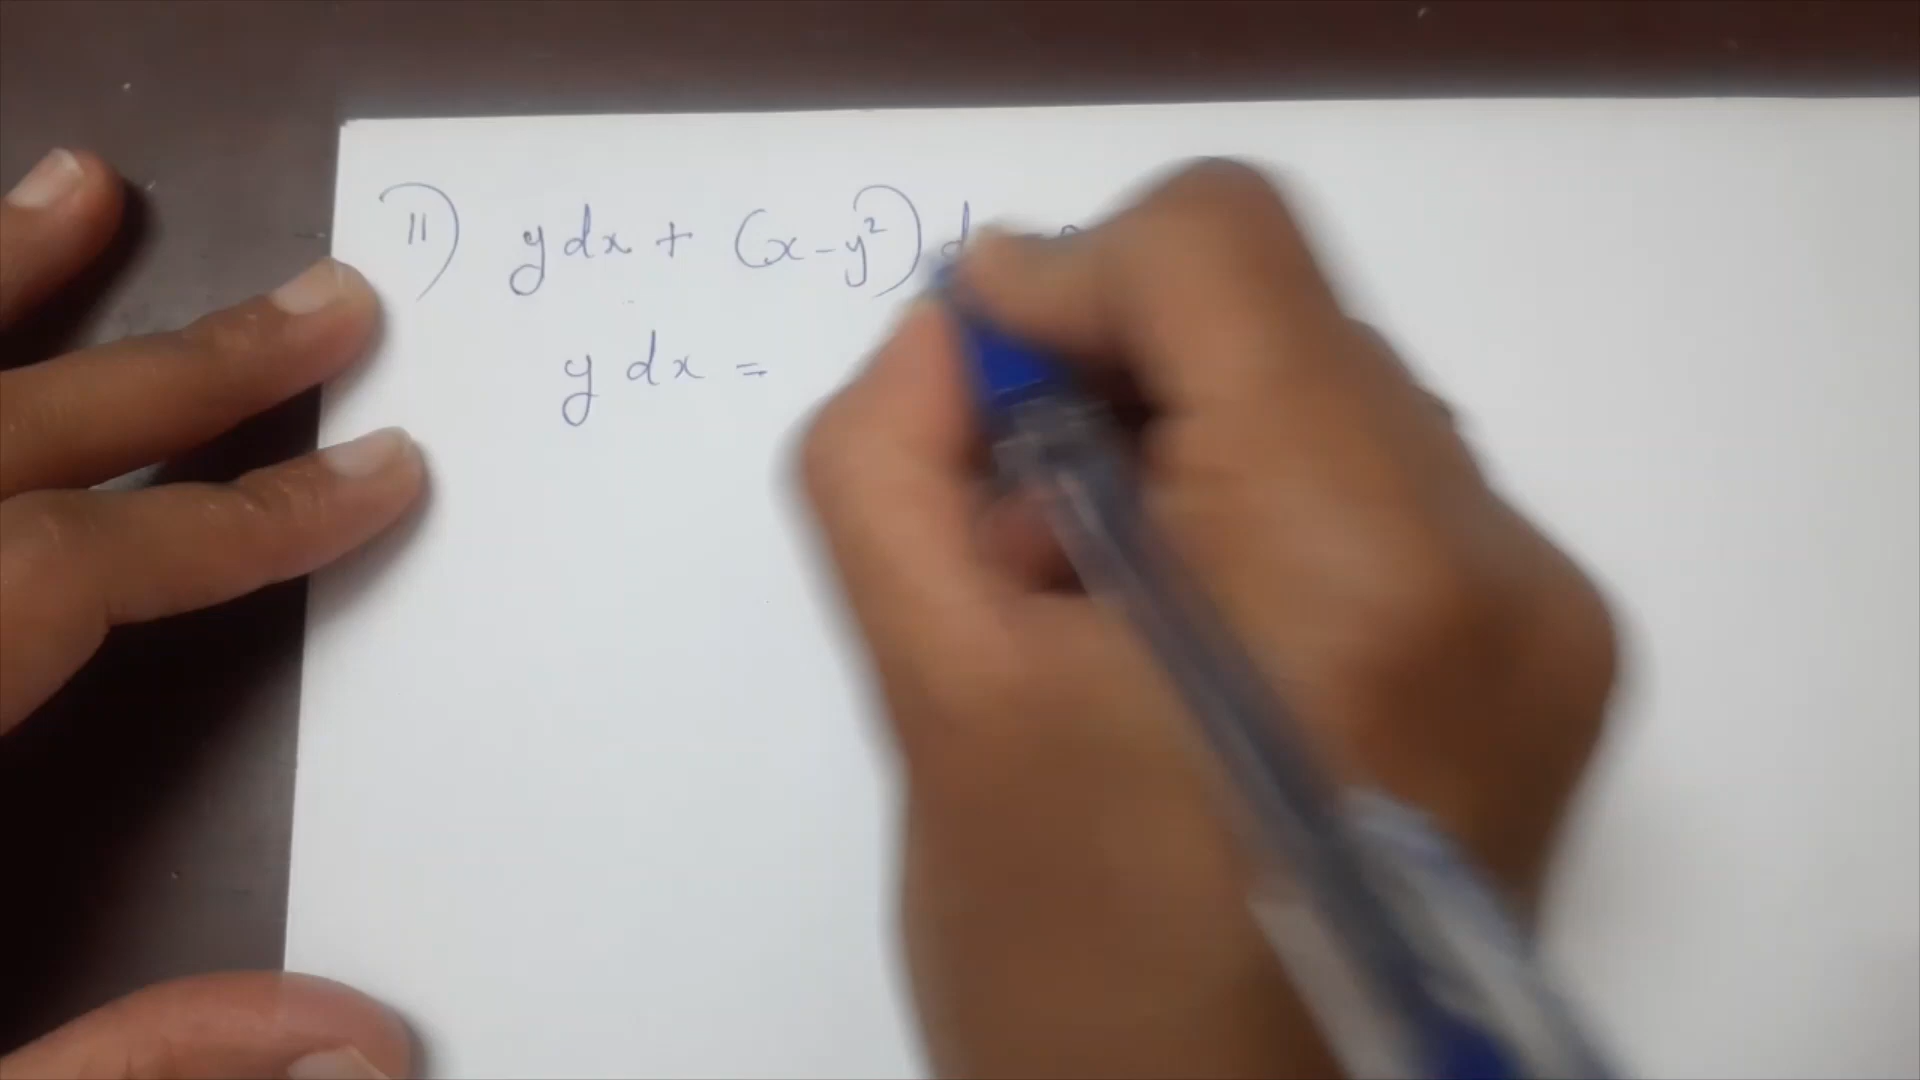 11) y dx + (x - y²) d
y dx =